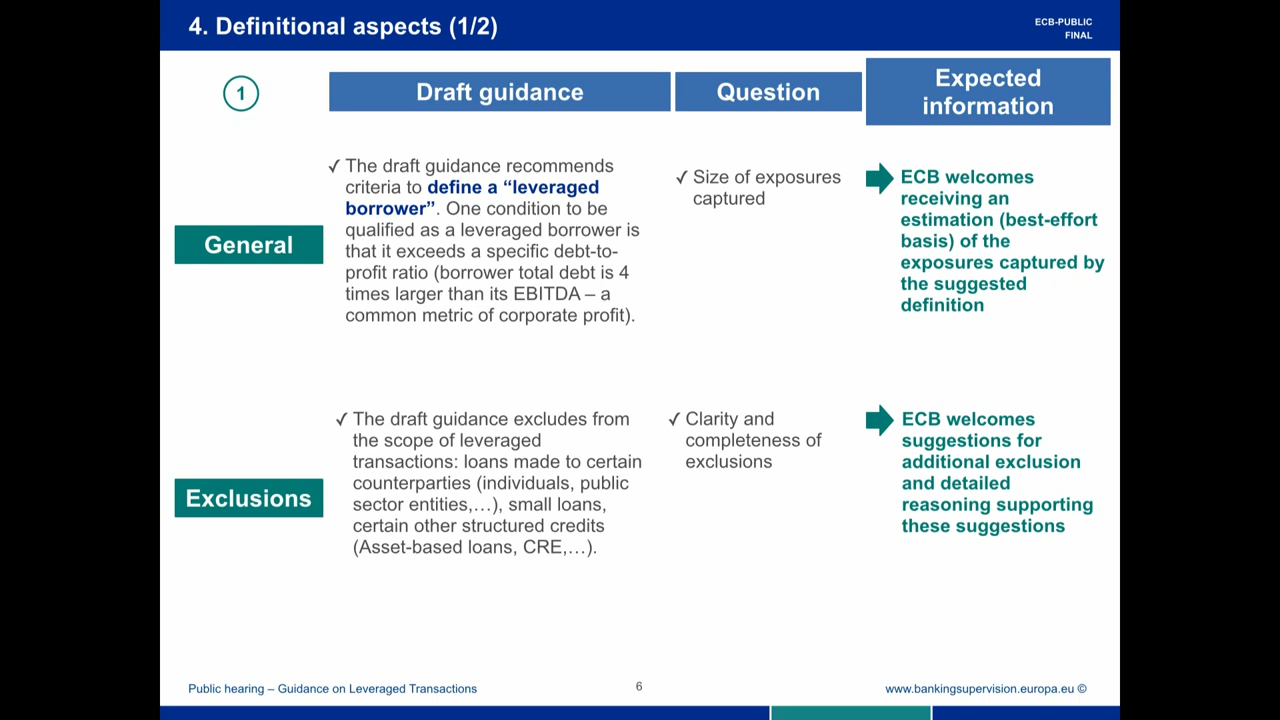 4. Definitional aspects (1/2)
ECB-PUBLIC
FINAL
1
Draft guidance
Question
Expected
information
General
✓ The draft guidance recommends
criteria to define a “leveraged
borrower”. One condition to be
qualified as a leveraged borrower is
that it exceeds a specific debt-to-
profit ratio (borrower total debt is 4
times larger than its EBITDA – a
common metric of corporate profit).
✓ Size of exposures
captured
ECB welcomes
receiving an
estimation (best-effort
basis) of the
exposures captured by
the suggested
definition
Exclusions
✓ The draft guidance excludes from
the scope of leveraged
transactions: loans made to certain
counterparties (individuals, public
sector entities,…), small loans,
certain other structured credits
(Asset-based loans, CRE,…).
✓ Clarity and
completeness of
exclusions
ECB welcomes
suggestions for
additional exclusion
and detailed
reasoning supporting
these suggestions
Public hearing – Guidance on Leveraged Transactions
6
www.bankingsupervision.europa.eu ©